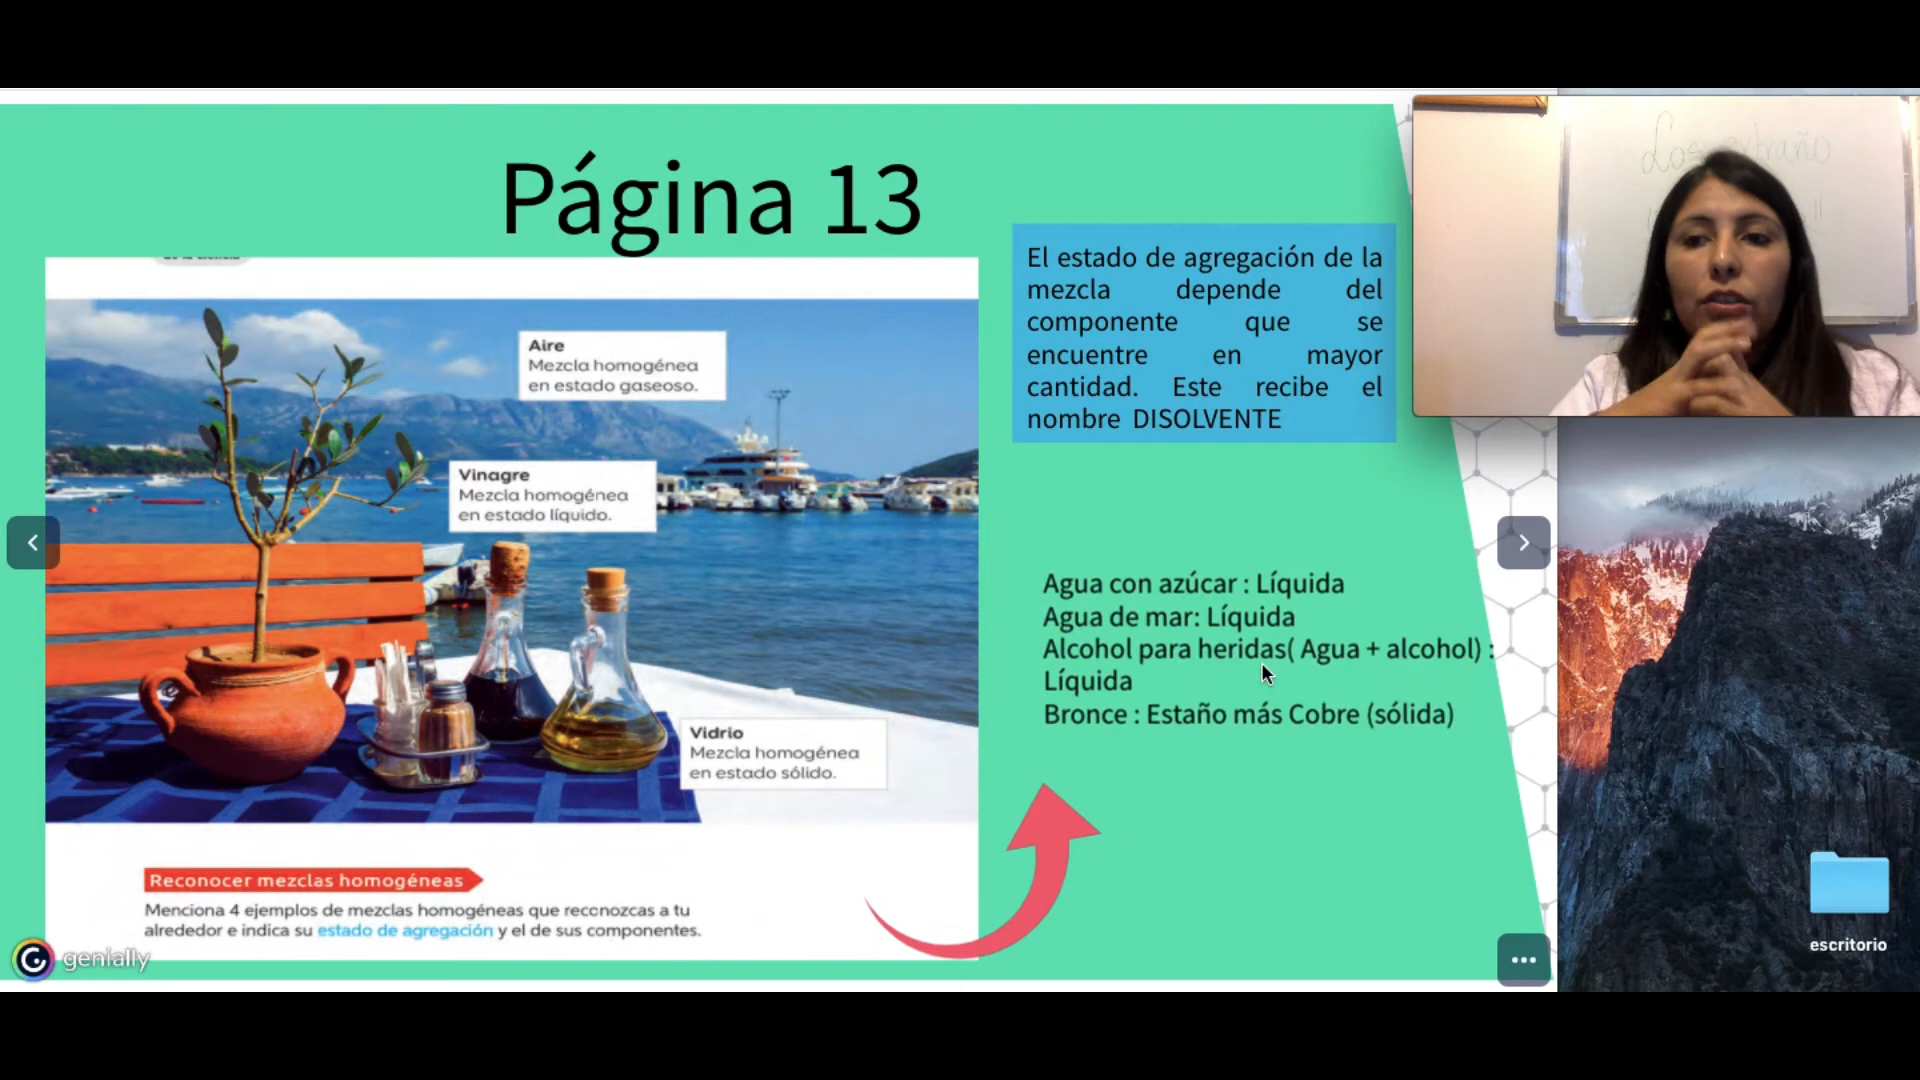 Página 13
Aire
Mezcla homogénea
en estado gaseoso.
Vinagre
Mezcla homogénea
en estado líquido.
Vidrio
Mezcla homogénea
en estado sólido.
Reconocer mezclas homogéneas
Menciona 4 ejemplos de mezclas homogéneas que reconozcas a tu
alrededor e indica su estado de agregación y el de sus componentes.
genially
El estado de agregación de la
mezcla depende del
componente que se
encuentre en mayor
cantidad. Este recibe el
nombre DISOLVENTE
Agua con azúcar : Líquida
Agua de mar: Líquida
Alcohol para heridas( Agua + alcohol) :
Líquida
Bronce : Estaño más Cobre (sólida)
escritorio